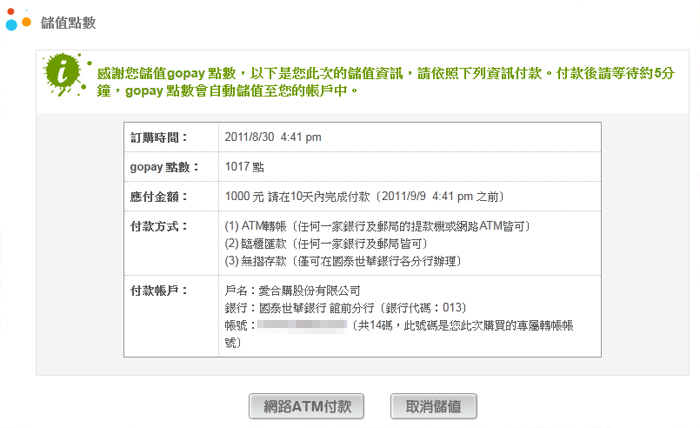 儲值點數
感謝您儲值gopay 點數，以下是您此次的儲值資訊，請依照下列資訊付款。付款後請等待約5分
鐘，gopay 點數會自動儲值至您的帳戶中。
訂購時間： 2011/8/30 4:41 pm
gopay 點數： 1017 點
應付金額： 1000 元 請在10天內完成付款〔2011/9/9 4:41 pm 之前〕
付款方式： (1) ATM轉帳〔任何一家銀行及郵局的提款機或網路ATM皆可〕
(2) 臨櫃匯款〔任何一家銀行及郵局皆可〕
(3) 無摺存款〔僅可在國泰世華銀行各分行辦理〕
付款帳戶： 戶名：愛合購股份有限公司
銀行：國泰世華銀行 館前分行〔銀行代碼：013〕
帳號：〔共14碼，此號碼是您此次購買的專屬轉帳帳
號〕
網路ATM付款 取消儲值